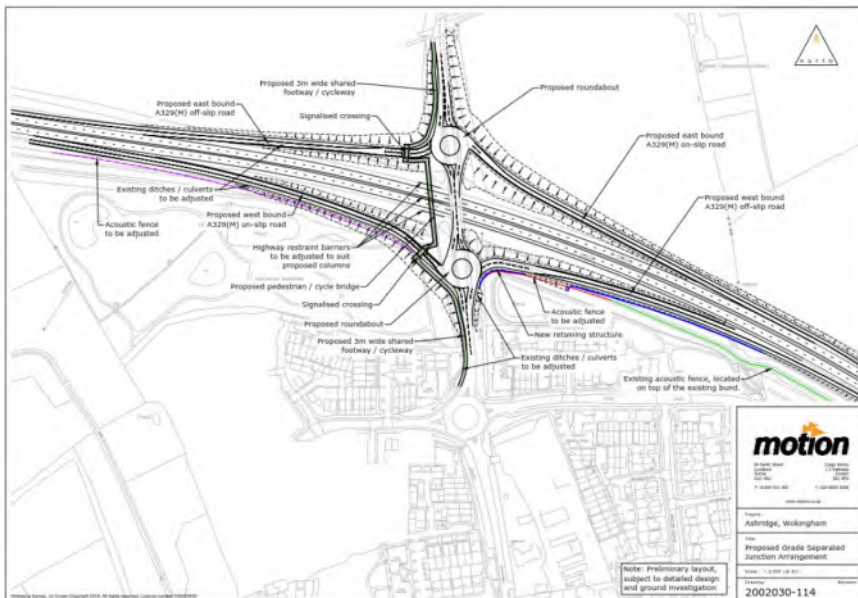 north
Proposed 3m wide shared
footway / cycleway
Proposed roundabout
Proposed east bound
A329(M) off-slip road
Signalised crossing
Proposed east bound
A329(M) on-slip road
Proposed west bound
A329(M) off-slip road
Existing ditches / culverts
to be adjusted
Acoustic fence
to be adjusted
Proposed west bound
A329(M) on-slip road
Highway restraint barriers
to be adjusted to suit
proposed columns
Proposed pedestrian / cycle bridge
Signalised crossing
Proposed roundabout
Proposed 3m wide shared
footway / cycleway
Acoustic fence
to be adjusted
New retaining structure
Existing ditches / culverts
to be adjusted
Existing acoustic fence, located
on top of the existing bund.
motion
Project:
Ashridge, Wokingham
Title:
Proposed Grade Separated
Junction Arrangement
Drawing:
Revision:
2002030-114
Note: Preliminary layout,
subject to detailed design
and ground investigation